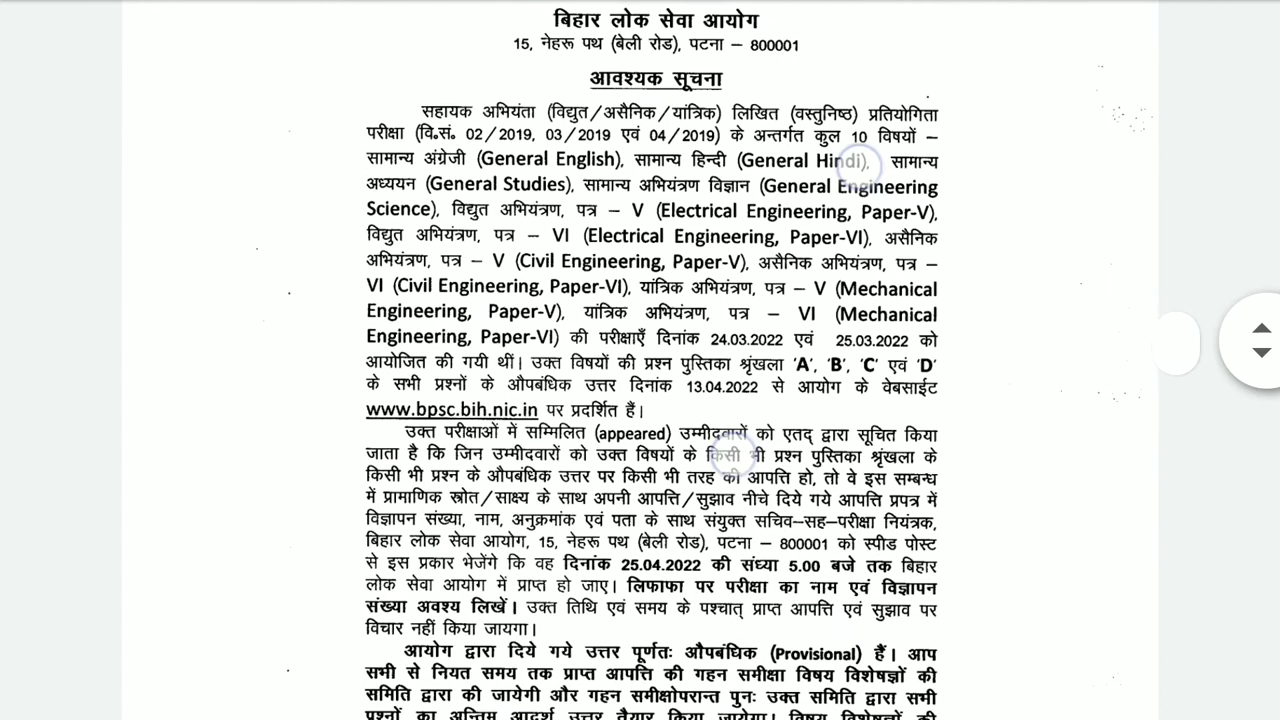 बिहार लोक सेवा आयोग
15, नेहरू पथ (बेली रोड), पटना – 800001
आवश्यक सूचना
सहायक अभियंता (विद्युत/असैनिक/यांत्रिक) लिखित (वस्तुनिष्ठ) प्रतियोगिता
परीक्षा (वि.सं. 02/2019, 03/2019 एवं 04/2019) के अन्तर्गत कुल 10 विषयों –
सामान्य अंग्रेजी (General English), सामान्य हिन्दी (General Hindi), सामान्य
अध्ययन (General Studies), सामान्य अभियंत्रण विज्ञान (General Engineering
Science), विद्युत अभियंत्रण, पत्र – V (Electrical Engineering, Paper-V),
विद्युत अभियंत्रण, पत्र – VI (Electrical Engineering, Paper-VI), असैनिक
अभियंत्रण, पत्र – V (Civil Engineering, Paper-V), असैनिक अभियंत्रण, पत्र –
VI (Civil Engineering, Paper-VI), यांत्रिक अभियंत्रण, पत्र – V (Mechanical
Engineering, Paper-V), यांत्रिक अभियंत्रण, पत्र – VI (Mechanical
Engineering, Paper-VI) की परीक्षाएँ दिनांक 24.03.2022 एवं 25.03.2022 को
आयोजित की गयी थीं। उक्त विषयों की प्रश्न पुस्तिका श्रृंखला 'A', 'B', 'C' एवं 'D'
के सभी प्रश्नों के औपबंधिक उत्तर दिनांक 13.04.2022 से आयोग के वेबसाईट
www.bpsc.bih.nic.in पर प्रदर्शित हैं।
उक्त परीक्षाओं में सम्मिलित (appeared) उम्मीदवारों को एतद् द्वारा सूचित किया
जाता है कि जिन उम्मीदवारों को उक्त विषयों के किसी भी प्रश्न पुस्तिका श्रृंखला के
किसी भी प्रश्न के औपबंधिक उत्तर पर किसी भी तरह की आपत्ति हो, तो वे इस सम्बन्ध
में प्रामाणिक स्रोत/साक्ष्य के साथ अपनी आपत्ति/सुझाव नीचे दिये गये आपत्ति प्रपत्र में
विज्ञापन संख्या, नाम, अनुक्रमांक एवं पता के साथ संयुक्त सचिव–सह–परीक्षा नियंत्रक,
बिहार लोक सेवा आयोग, 15, नेहरू पथ (बेली रोड), पटना – 800001 को स्पीड पोस्ट
से इस प्रकार भेजेंगे कि वह दिनांक 25.04.2022 की संध्या 5.00 बजे तक बिहार
लोक सेवा आयोग में प्राप्त हो जाए। लिफाफा पर परीक्षा का नाम एवं विज्ञापन
संख्या अवश्य लिखें। उक्त तिथि एवं समय के पश्चात् प्राप्त आपत्ति एवं सुझाव पर
विचार नहीं किया जायगा।
आयोग द्वारा दिये गये उत्तर पूर्णतः औपबंधिक (Provisional) हैं। आप
सभी से नियत समय तक प्राप्त आपत्ति की गहन समीक्षा विषय विशेषज्ञों की
समिति द्वारा की जायेगी और गहन समीक्षोपरान्त पुनः उक्त समिति द्वारा सभी
प्रश्नों का अन्तिम आदर्श उत्तर तैयार किया जायेगा। विषय विशेषज्ञों की